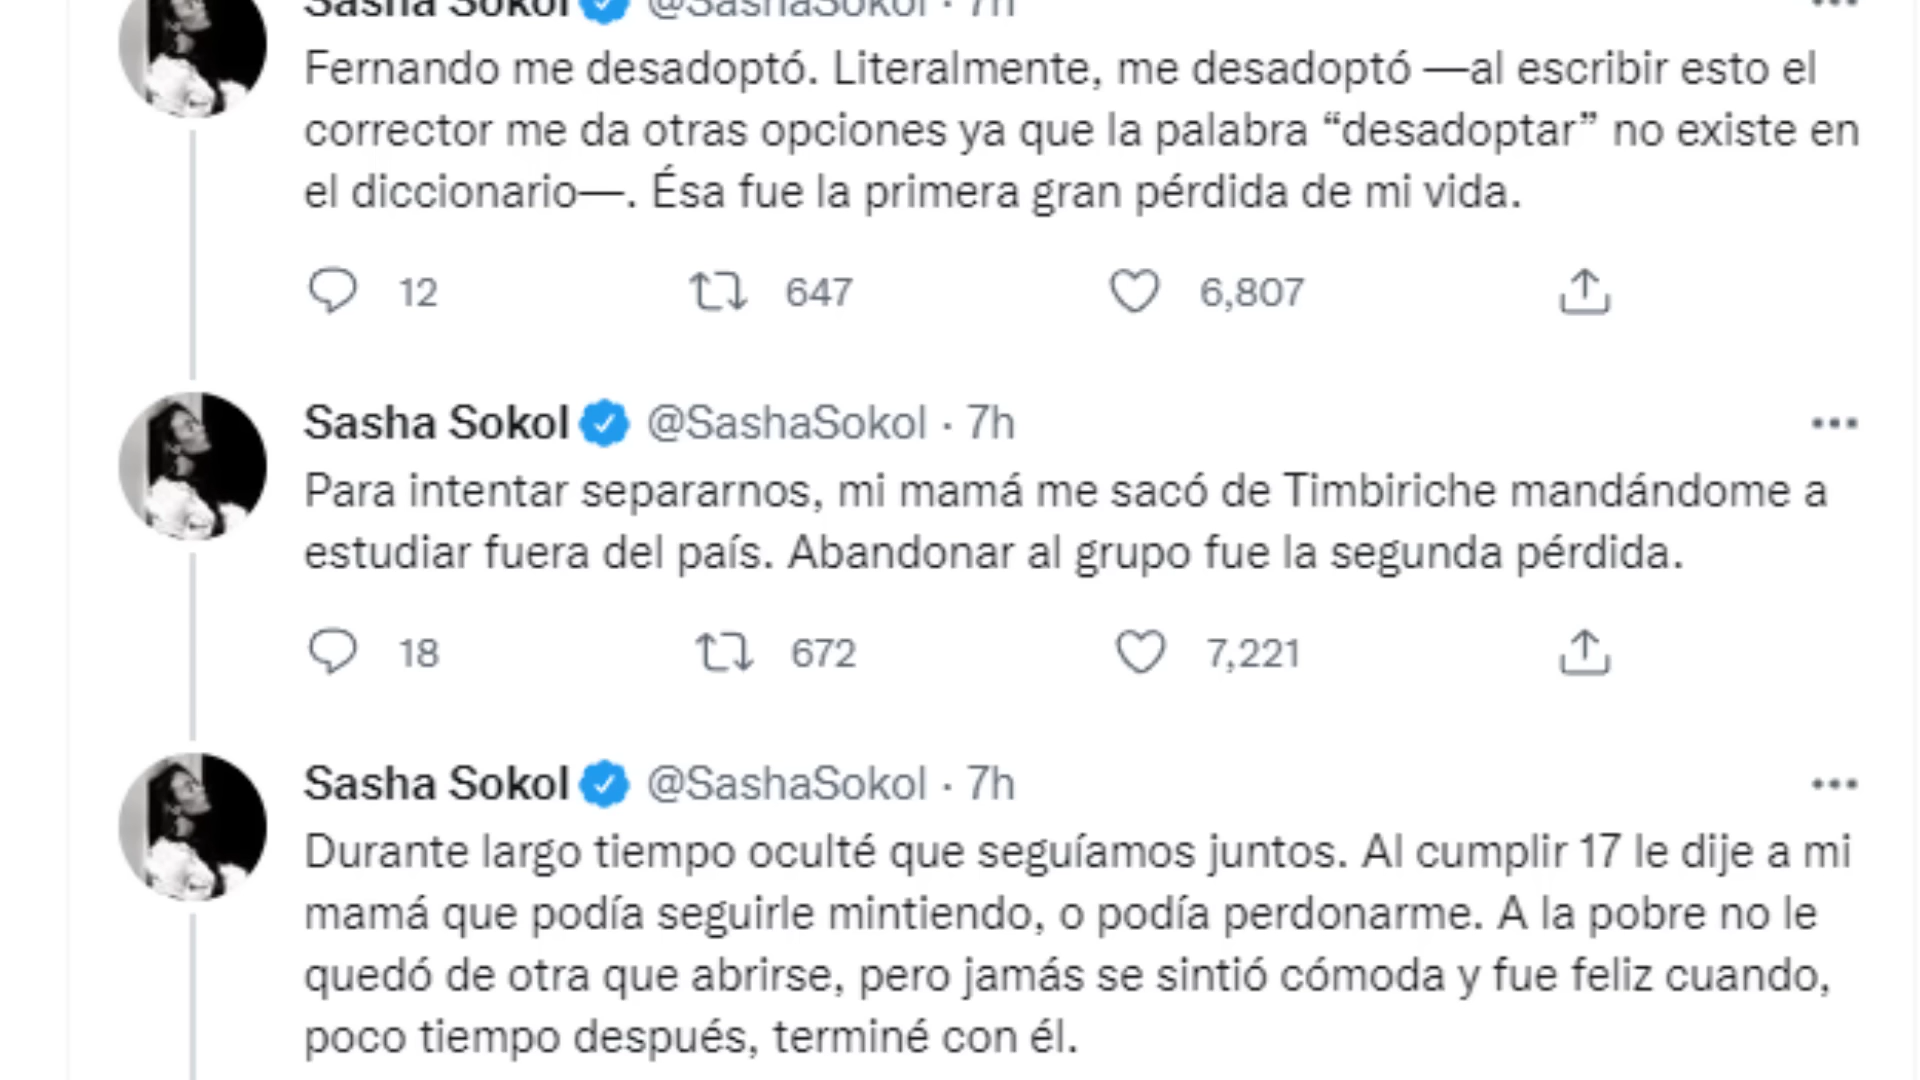 Sasha Sokol @SashaSokol · 7h
Fernando me desadoptó. Literalmente, me desadoptó —al escribir esto el
corrector me da otras opciones ya que la palabra “desadoptar” no existe en
el diccionario—. Ésa fue la primera gran pérdida de mi vida.
12 647 6,807
Sasha Sokol @SashaSokol · 7h
Para intentar separarnos, mi mamá me sacó de Timbiriche mandándome a
estudiar fuera del país. Abandonar al grupo fue la segunda pérdida.
18 672 7,221
Sasha Sokol @SashaSokol · 7h
Durante largo tiempo oculté que seguíamos juntos. Al cumplir 17 le dije a mi
mamá que podía seguirle mintiendo, o podía perdonarme. A la pobre no le
quedó de otra que abrirse, pero jamás se sintió cómoda y fue feliz cuando,
poco tiempo después, terminé con él.